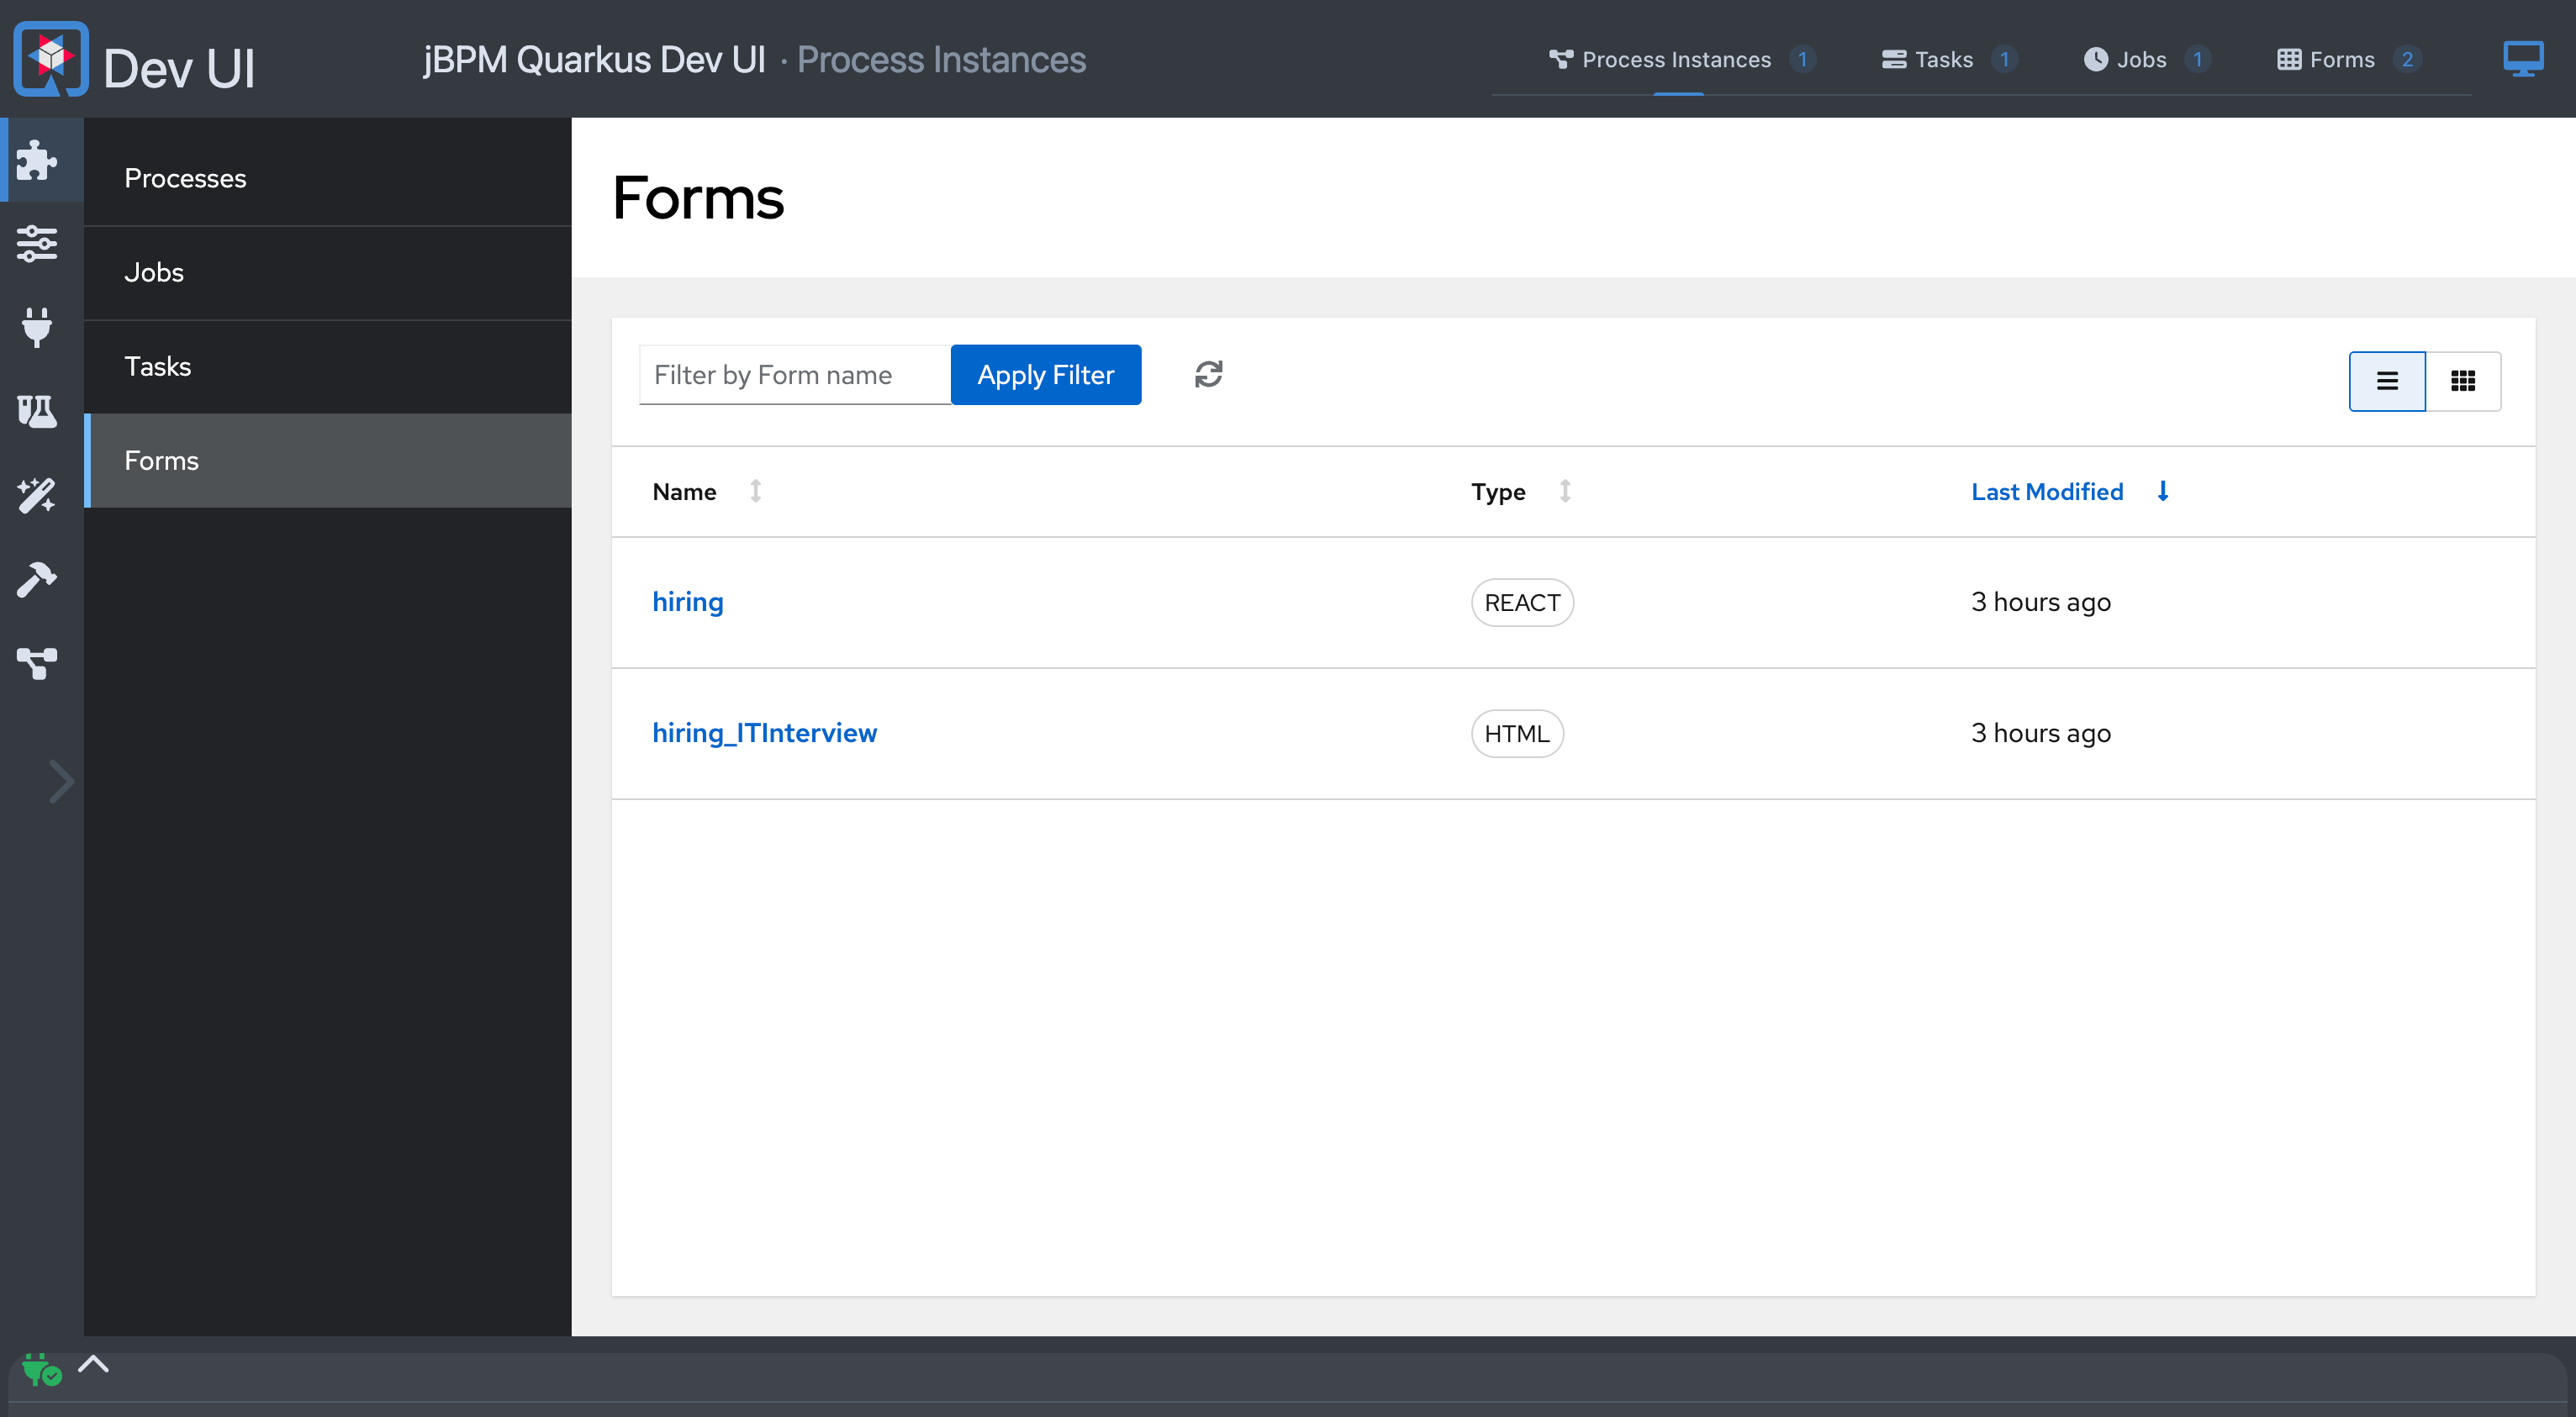 Dev UI
jBPM Quarkus Dev UI · Process Instances
Process Instances 1
Tasks 1
Jobs 1
Forms 2
Processes
Jobs
Tasks
Forms
Forms
Filter by Form name
Apply Filter
Name Type Last Modified
hiring REACT 3 hours ago
hiring_ITInterview HTML 3 hours ago